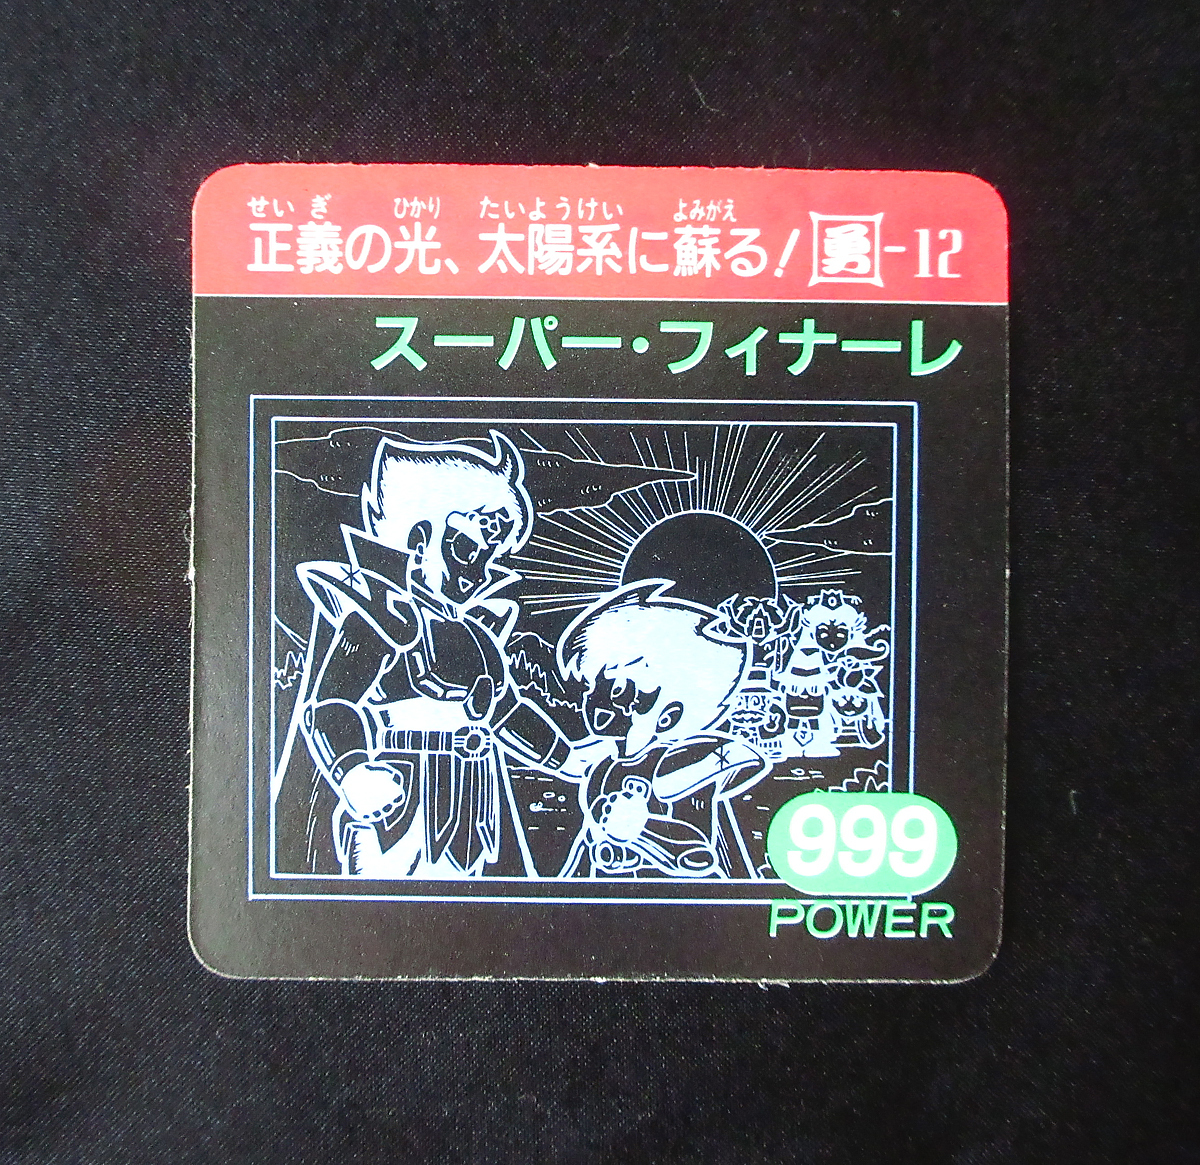 せいぎ ひかり たいようけい よみがえ
正義の光、太陽系に蘇る! 勇-12
スーパー・フィナーレ
999
POWER